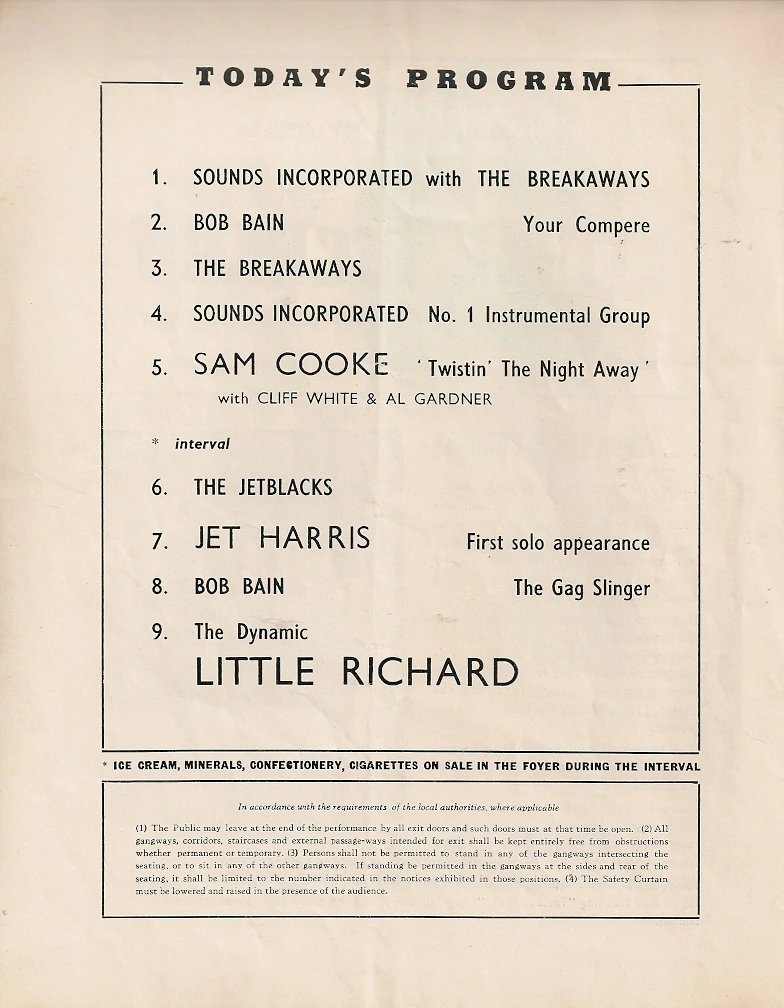 TODAY'S PROGRAM
1. SOUNDS INCORPORATED with THE BREAKAWAYS
2. BOB BAIN Your Compere
3. THE BREAKAWAYS
4. SOUNDS INCORPORATED No. 1 Instrumental Group
5. SAM COOKE ‘Twistin’ The Night Away’
with CLIFF WHITE & AL GARDNER
* interval
6. THE JETBLACKS
7. JET HARRIS First solo appearance
8. BOB BAIN The Gag Slinger
9. The Dynamic
LITTLE RICHARD
* ICE CREAM, MINERALS, CONFECTIONERY, CIGARETTES ON SALE IN THE FOYER DURING THE INTERVAL
In accordance with the requirements of the local authorities, where applicable
(1) The Public may leave at the end of the performance by all exit doors and such doors must at that time be open. (2) All
gangways, corridors, staircases and external passage-ways intended for exit shall be kept entirely free from obstructions
whether permanent or temporary. (3) Persons shall not be permitted to stand in any of the gangways intersecting the
seating, or to sit in any of the other gangways. If standing be permitted in the gangways at the sides and rear of the
seating, it shall be limited to the number indicated in the notices exhibited in those positions. (4) The Safety Curtain
must be lowered and raised in the presence of the audience.